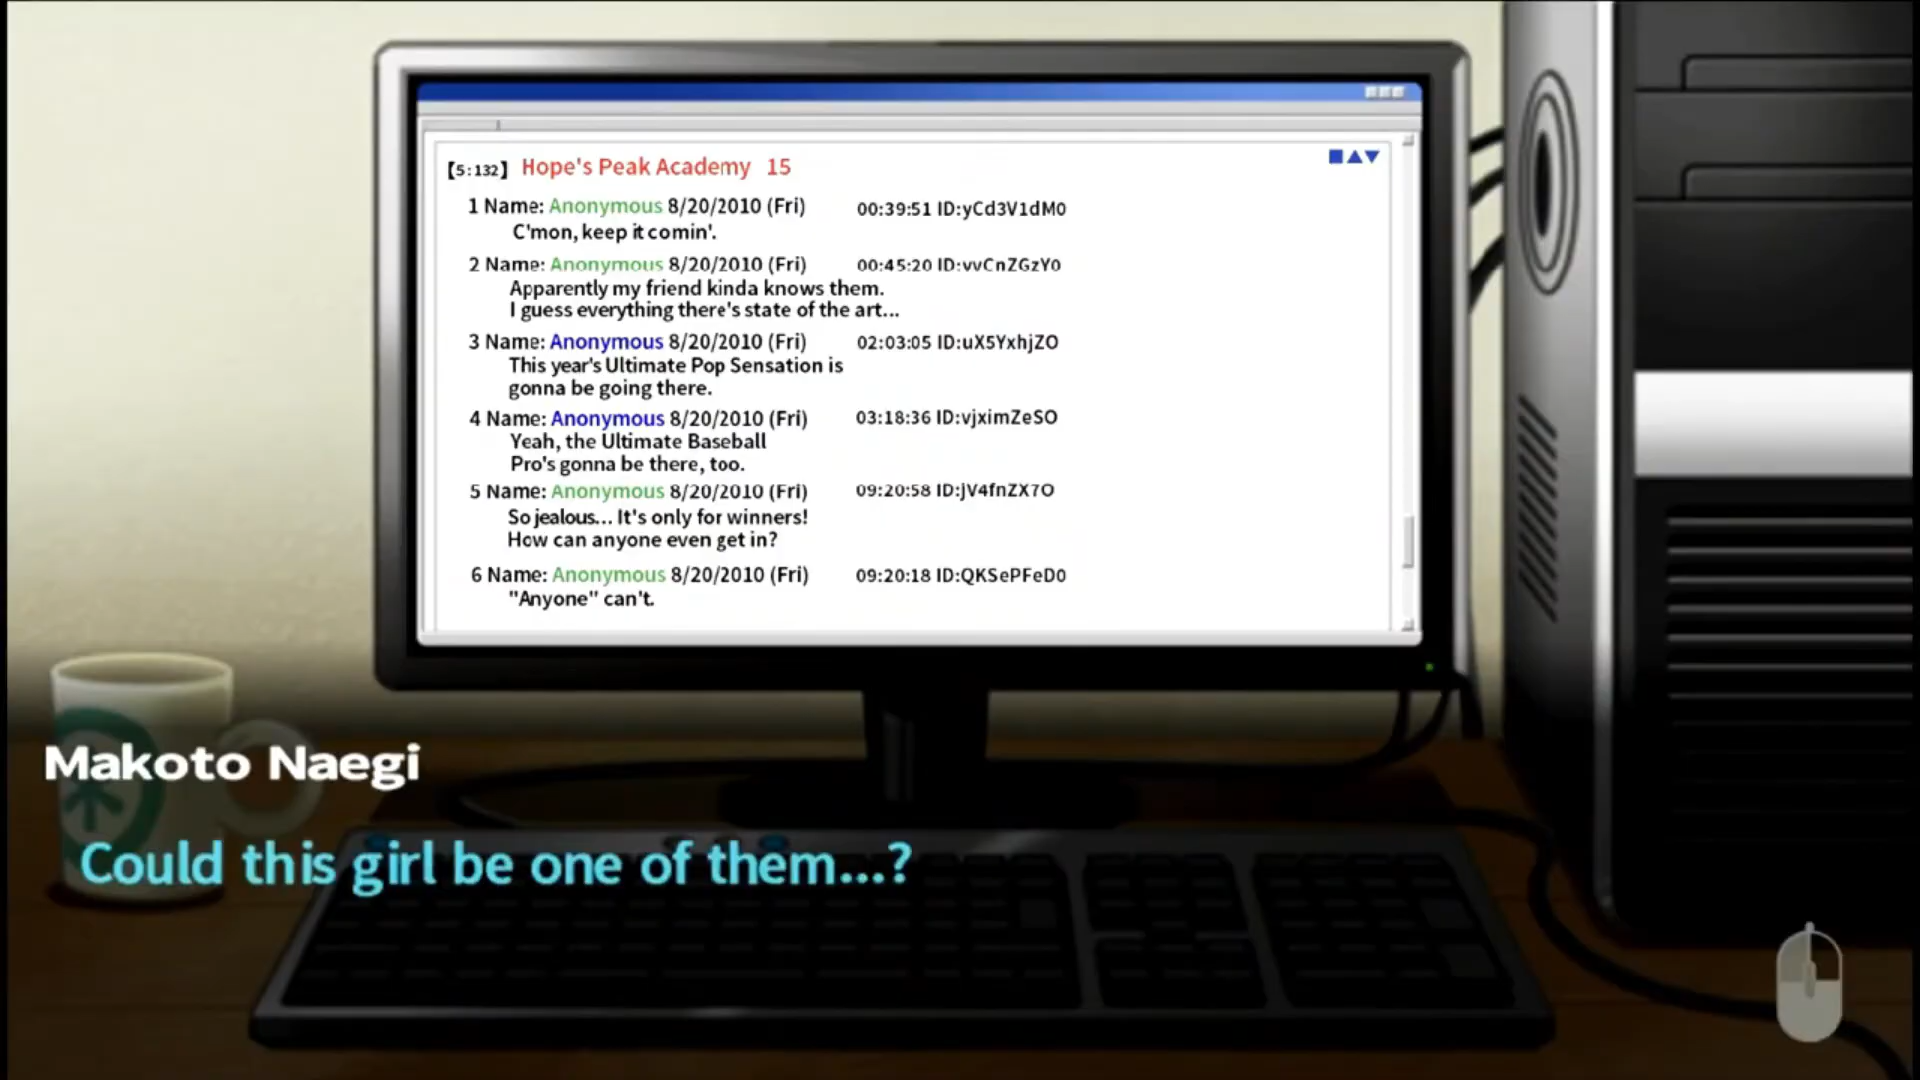 【5:132】 Hope's Peak Academy 15
1 Name: Anonymous 8/20/2010 (Fri) 00:39:51 ID:yCd3V1dM0
C'mon, keep it comin'.
2 Name: Anonymous 8/20/2010 (Fri) 00:45:20 ID:vvCnZGzY0
Apparently my friend kinda knows them.
I guess everything there's state of the art...
3 Name: Anonymous 8/20/2010 (Fri) 02:03:05 ID:uX5YxhjZO
This year's Ultimate Pop Sensation is
gonna be going there.
4 Name: Anonymous 8/20/2010 (Fri) 03:18:36 ID:vjximZeSO
Yeah, the Ultimate Baseball
Pro's gonna be there, too.
5 Name: Anonymous 8/20/2010 (Fri) 09:20:58 ID:jV4fnZX7O
So jealous... It's only for winners!
How can anyone even get in?
6 Name: Anonymous 8/20/2010 (Fri) 09:20:18 ID:QKSePFeD0
"Anyone" can't.
Makoto Naegi
Could this girl be one of them...?